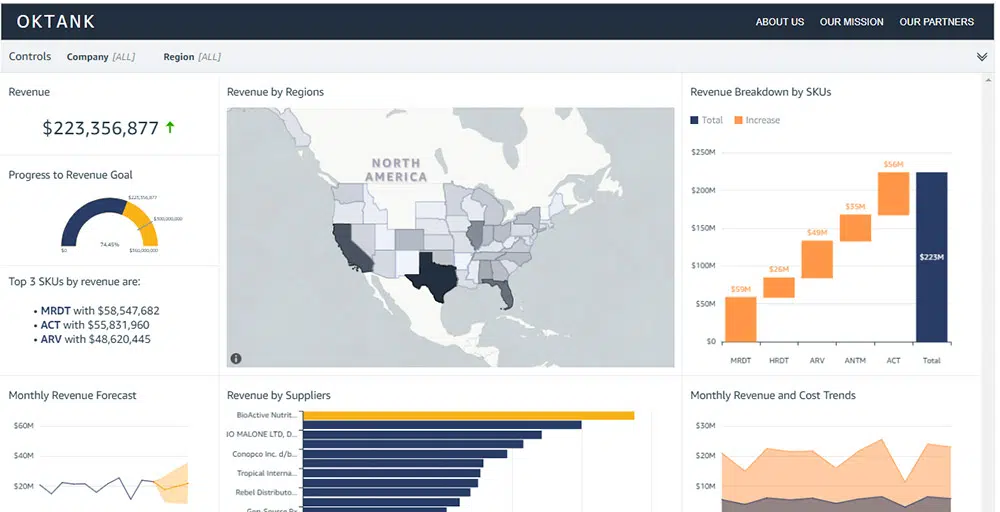 OKTANK
ABOUT US OUR MISSION OUR PARTNERS
Controls Company [ALL] Region [ALL]
Revenue
$223,356,877
Progress to Revenue Goal
$223,356,877
$300,000,000
74.45%
$0
Top 3 SKUs by revenue are:
• MRDT with $58,547,682
• ACT with $55,831,960
• ARV with $48,620,445
Revenue by Regions
NORTH
AMERICA
Revenue Breakdown by SKUs
Total Increase
$250M
$200M
$150M
$100M
$50M
$0
$59M
$26M
$49M
$35M
$56M
$223M
MRDT HRDT ARV ANTM ACT Total
Monthly Revenue Forecast
$60M
$40M
$20M
Revenue by Suppliers
BioActive Nutrit...
IO MALONE LTD, D...
Conopco Inc. d/b...
Tropical Interna...
Rebel Distributo...
Gen-Source Rx
Monthly Revenue and Cost Trends
$30M
$20M
$10M